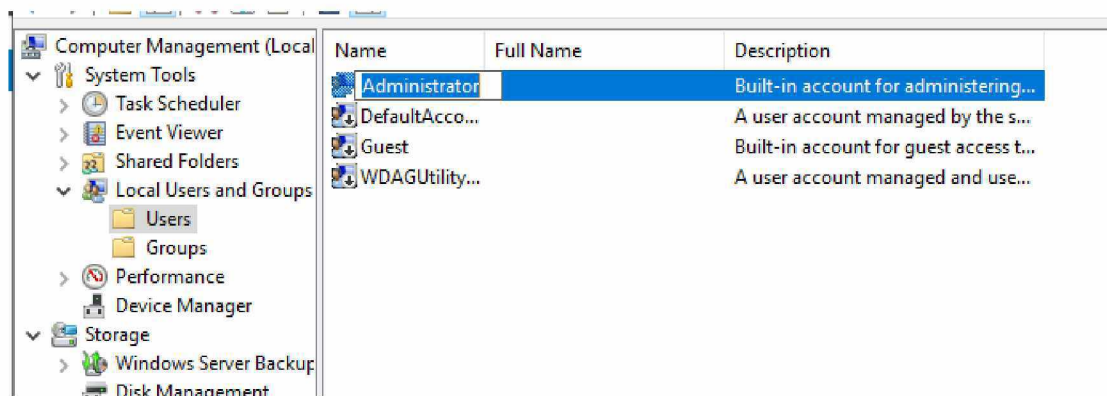 Computer Management (Local
System Tools
Task Scheduler
Event Viewer
Shared Folders
Local Users and Groups
Users
Groups
Performance
Device Manager
Storage
Windows Server Backup
Disk Management
Name Full Name Description
Administrator Built-in account for administering...
DefaultAcco... A user account managed by the s...
Guest Built-in account for guest access t...
WDAGUtility... A user account managed and use...